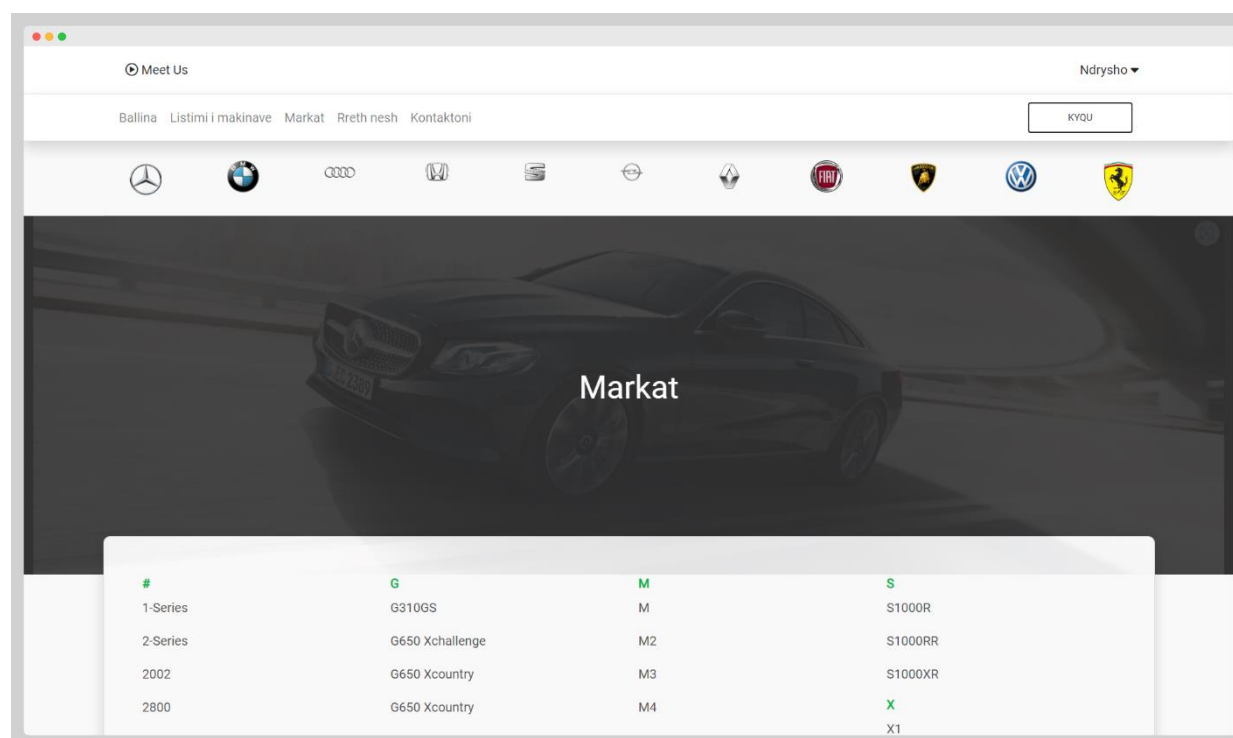 Meet Us
Ndrysho
Ballina Listimi i makinave Markat Rreth nesh Kontaktoni
KYQU
FIAT
Markat
#
1-Series
2-Series
2002
2800
G
G310GS
G650 Xchallenge
G650 Xcountry
G650 Xcountry
M
M
M2
M3
M4
S
S1000R
S1000RR
S1000XR
X
X1